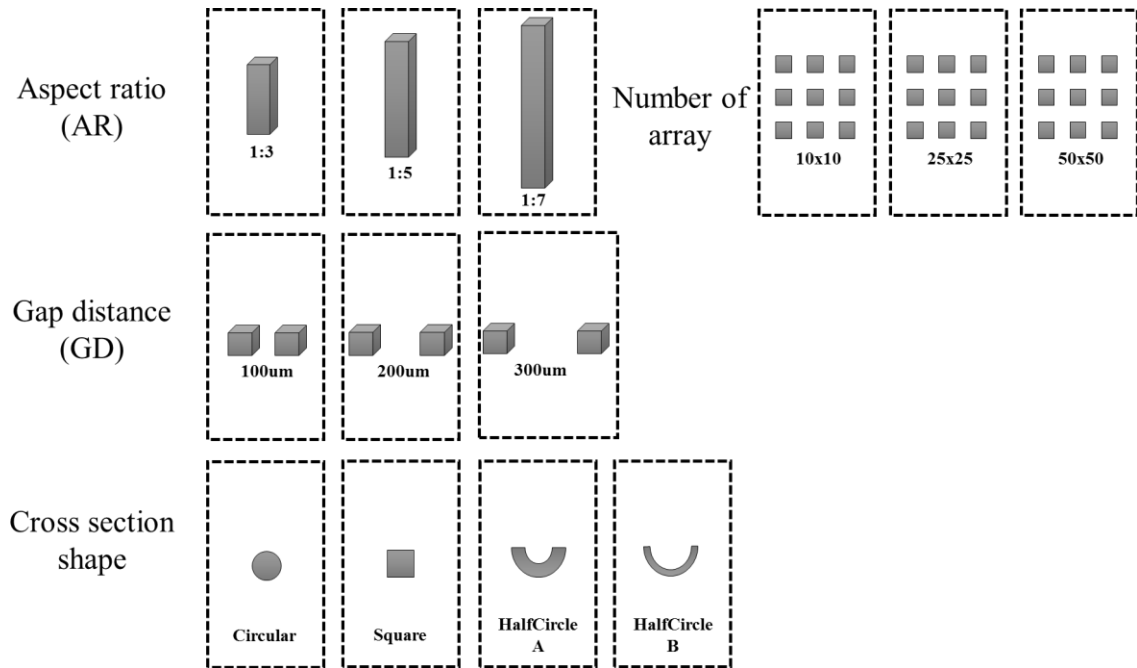 Aspect ratio
(AR)
1:3
1:5
1:7
Number of
array
10x10
25x25
50x50
Gap distance
(GD)
100um
200um
300um
Cross section
shape
Circular
Square
HalfCircle
A
HalfCircle
B